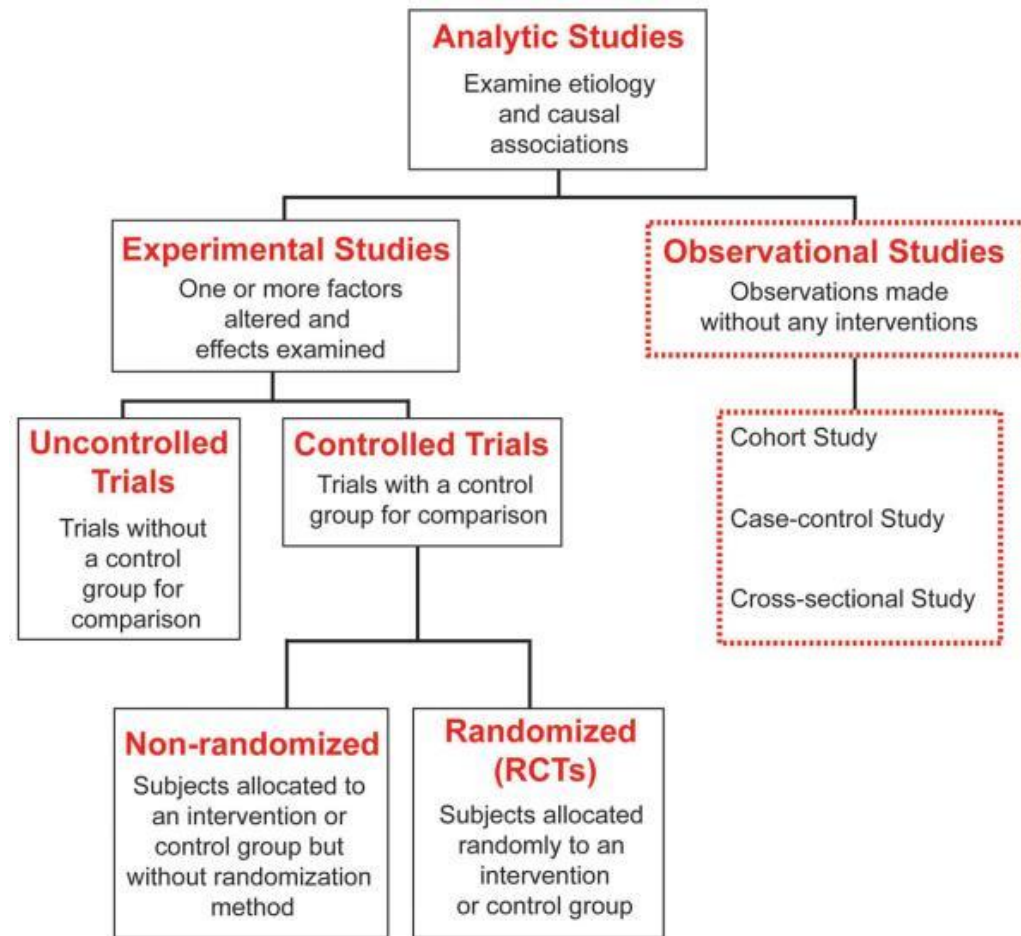 Analytic Studies
Examine etiology
and causal
associations
Experimental Studies
One or more factors
altered and
effects examined
Observational Studies
Observations made
without any interventions
Uncontrolled
Trials
Trials without
a control
group for
comparison
Controlled Trials
Trials with a control
group for comparison
Cohort Study
Case-control Study
Cross-sectional Study
Non-randomized
Subjects allocated to
an intervention or
control group but
without randomization
method
Randomized
(RCTs)
Subjects allocated
randomly to an
intervention
or control group